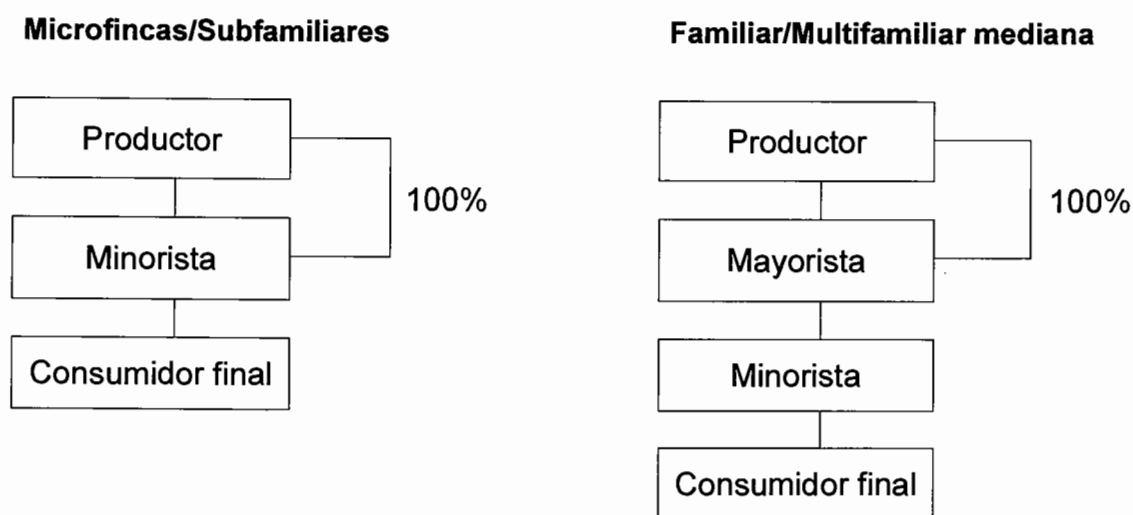 Microfincas/Subfamiliares
Productor
100%
Minorista
Consumidor final
Familiar/Multifamiliar mediana
Productor
100%
Mayorista
Minorista
Consumidor final